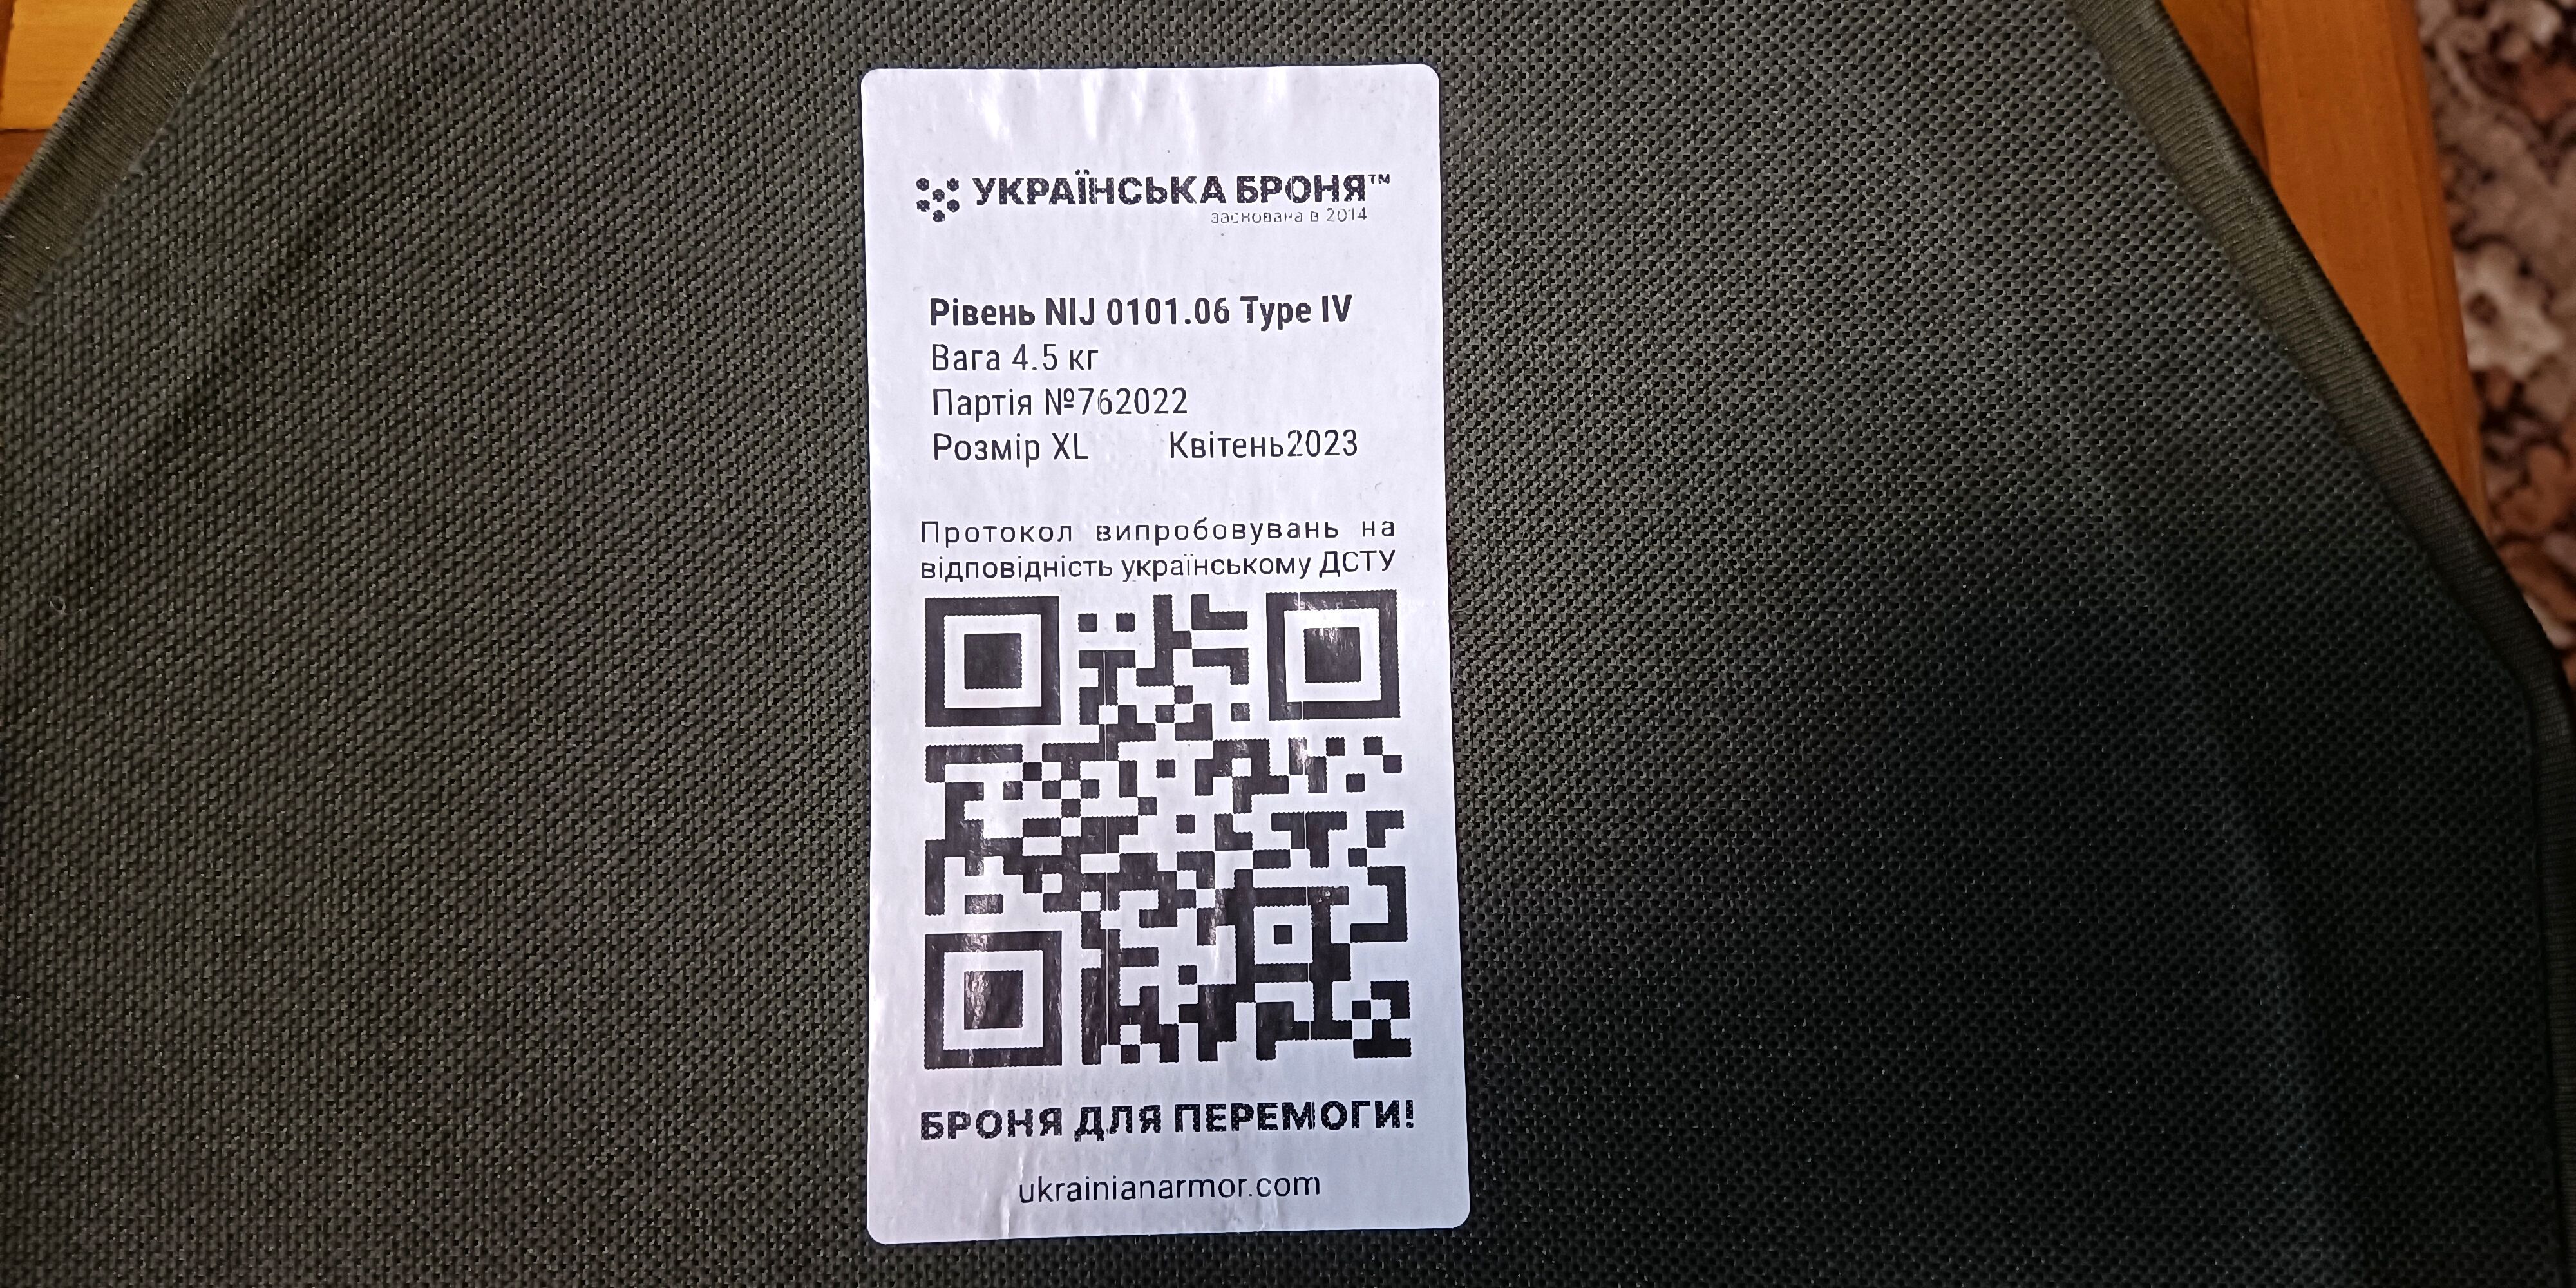 УКРАЇНСЬКА БРОНЯ™
заснована в 2014
Рівень NIJ 0101.06 Type IV
Вага 4.5 кг
Партія №762022
Розмір XL Квітень2023
Протокол випробовувань на
відповідність українському ДСТУ
БРОНЯ ДЛЯ ПЕРЕМОГИ!
ukrainianarmor.com